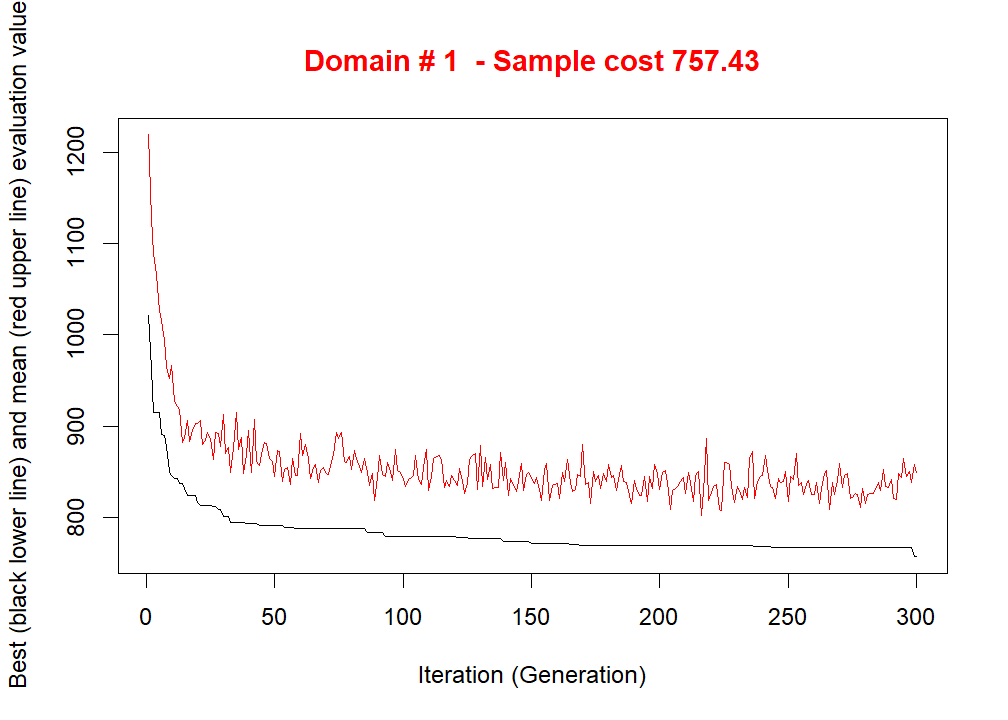 Domain # 1  - Sample cost 757.43
Best (black lower line) and mean (red upper line) evaluation value
1200
1100
1000
900
800
0 50 100 150 200 250 300
Iteration (Generation)